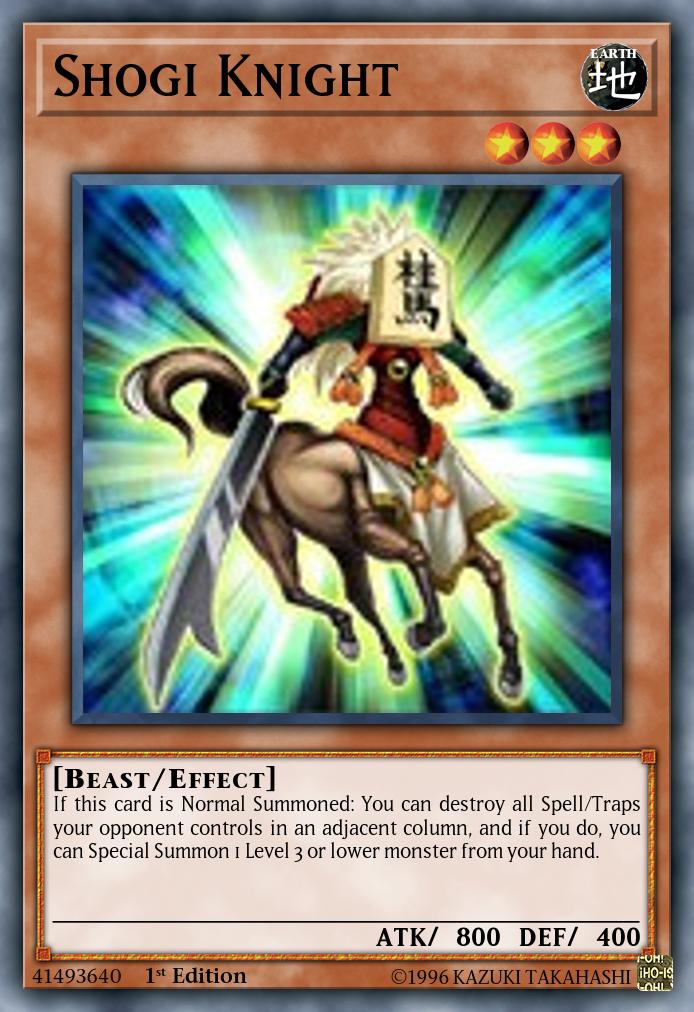 Shogi Knight
EARTH
地
桂馬
[Beast/Effect]
If this card is Normal Summoned: You can destroy all Spell/Traps
your opponent controls in an adjacent column, and if you do, you
can Special Summon 1 Level 3 or lower monster from your hand.
ATK/ 800 DEF/ 400
41493640 1st Edition ©1996 KAZUKI TAKAHASHI